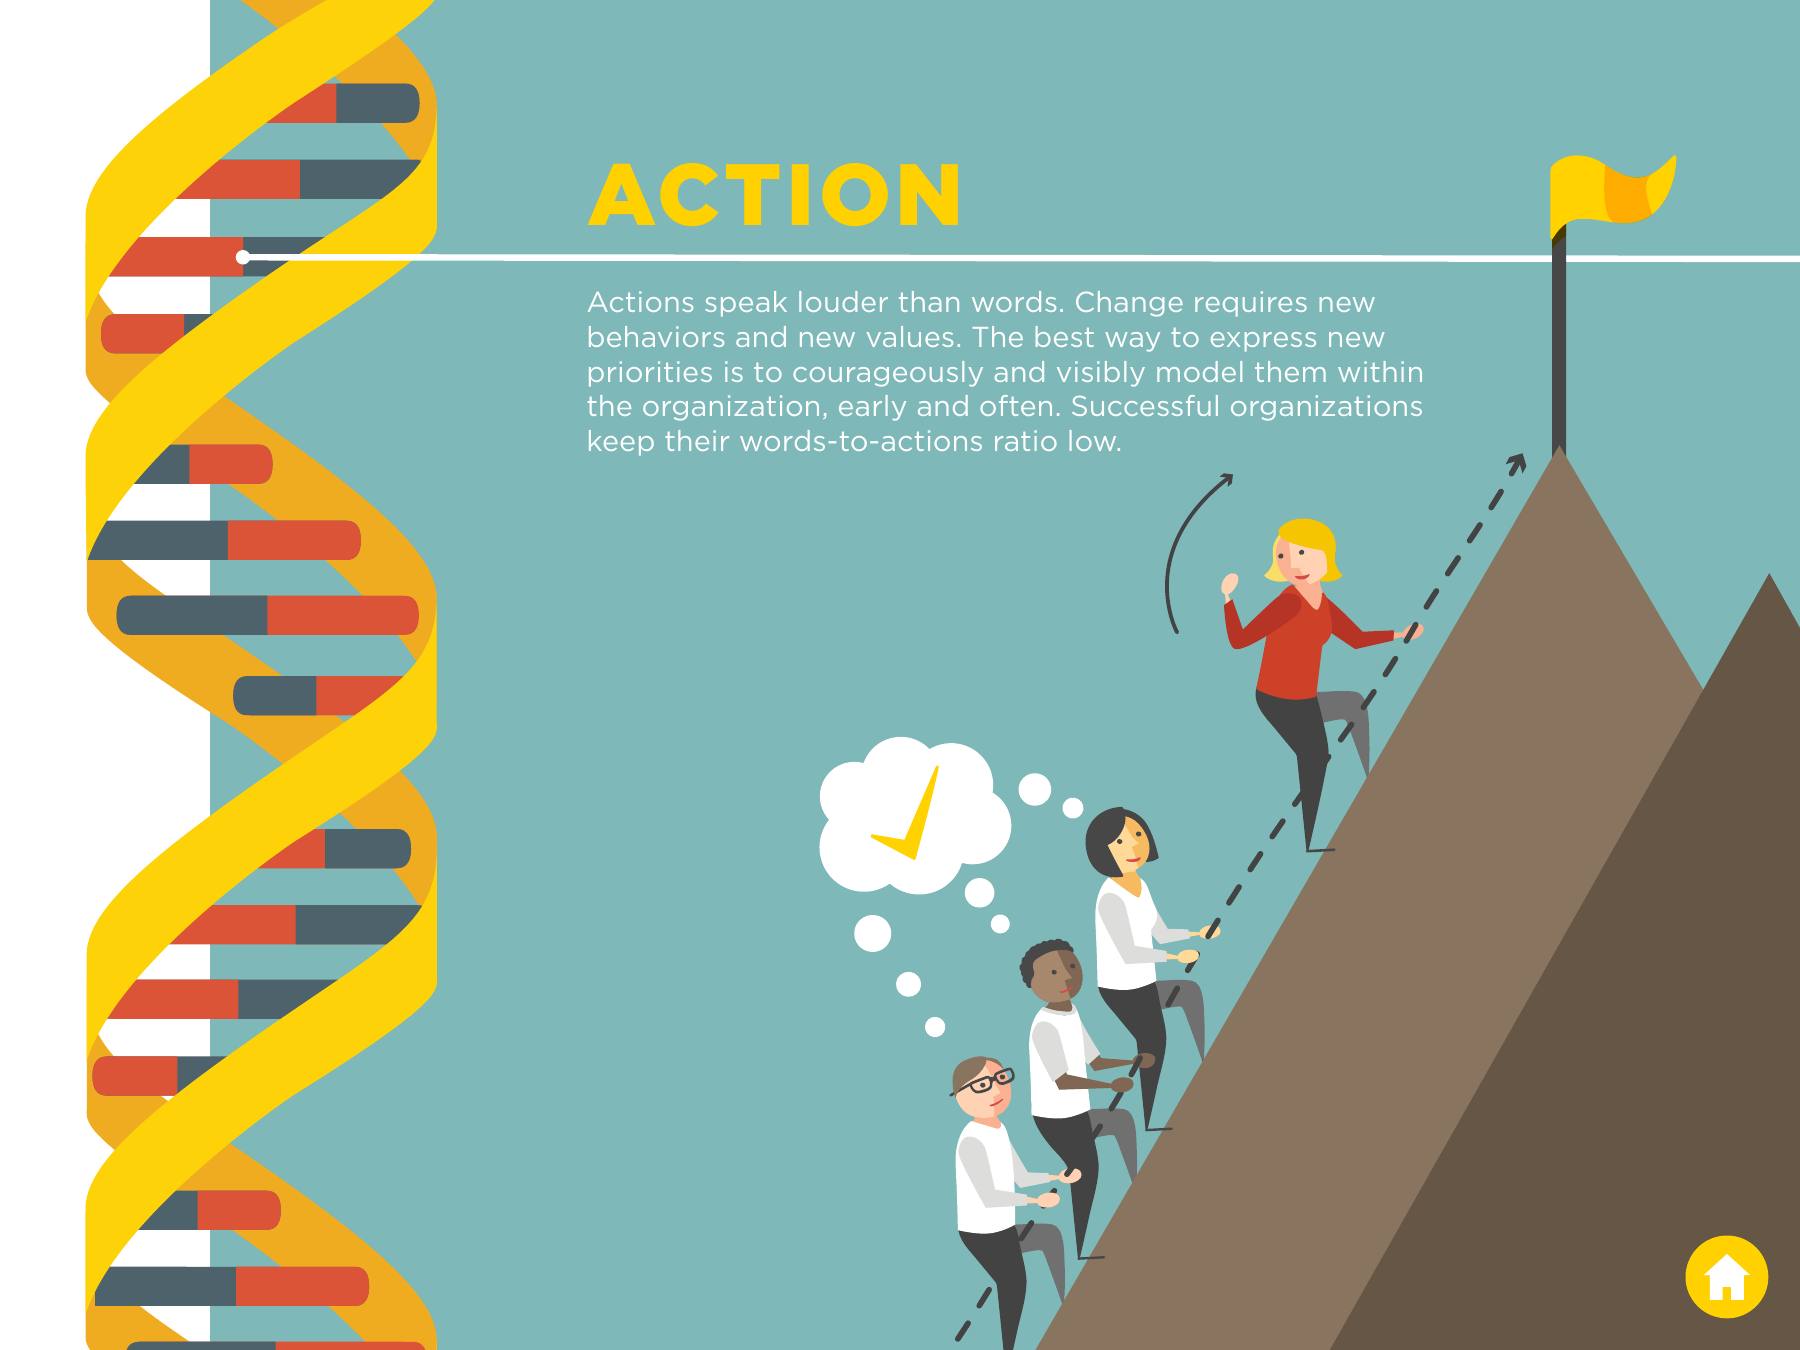 ACTION
Actions speak louder than words. Change requires new
behaviors and new values. The best way to express new
priorities is to courageously and visibly model them within
the organization, early and often. Successful organizations
keep their words-to-actions ratio low.